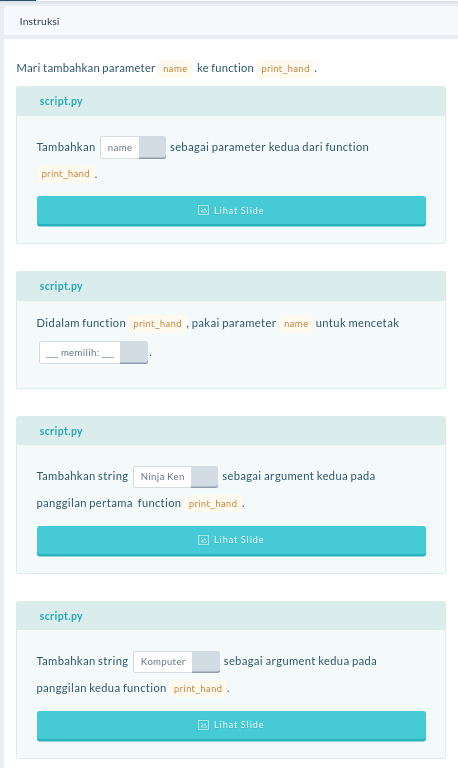 Instruksi
Mari tambahkan parameter name ke function print_hand .
script.py
Tambahkan name sebagai parameter kedua dari function
print_hand .
Lihat Slide
script.py
Didalam function print_hand , pakai parameter name untuk mencetak
__ memilih: __ .
script.py
Tambahkan string Ninja Ken sebagai argument kedua pada
panggilan pertama function print_hand .
Lihat Slide
script.py
Tambahkan string Komputer sebagai argument kedua pada
panggilan kedua function print_hand .
Lihat Slide